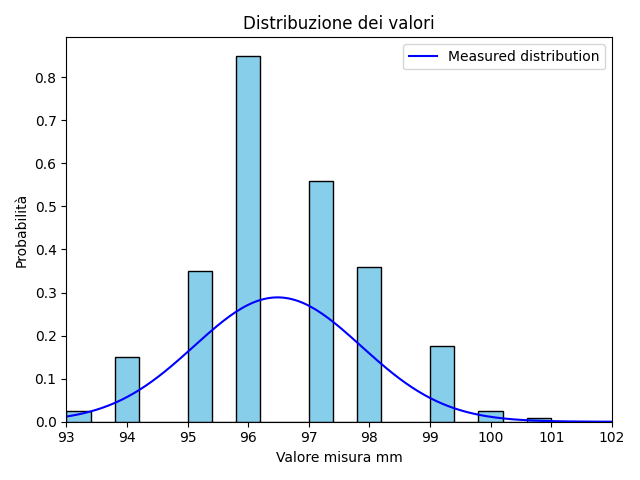 Distribuzione dei valori
Measured distribution
Probabilità
0.8
0.7
0.6
0.5
0.4
0.3
0.2
0.1
0.0
93 94 95 96 97 98 99 100 101 102
Valore misura mm